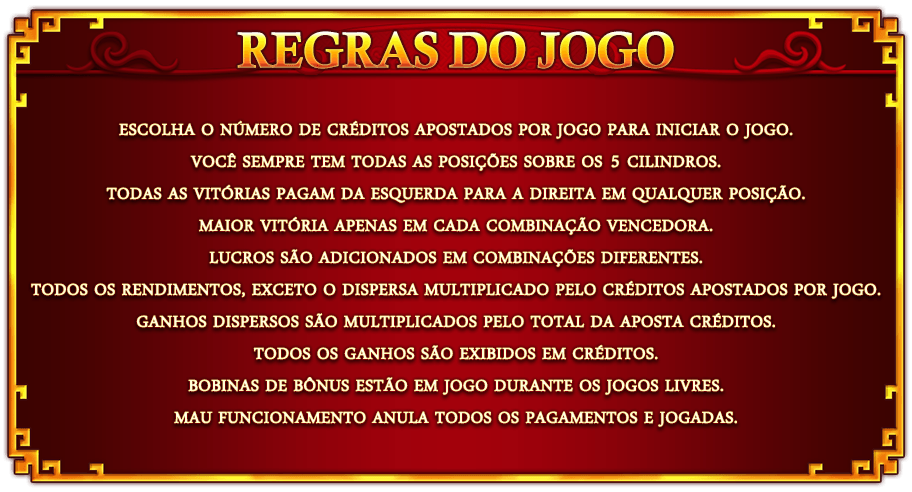 REGRAS DO JOGO
ESCOLHA O NÚMERO DE CRÉDITOS APOSTADOS POR JOGO PARA INICIAR O JOGO.
VOCÊ SEMPRE TEM TODAS AS POSIÇÕES SOBRE OS 5 CILINDROS.
TODAS AS VITÓRIAS PAGAM DA ESQUERDA PARA A DIREITA EM QUALQUER POSIÇÃO.
MAIOR VITÓRIA APENAS EM CADA COMBINAÇÃO VENCEDORA.
LUCROS SÃO ADICIONADOS EM COMBINAÇÕES DIFERENTES.
TODOS OS RENDIMENTOS, EXCETO O DISPERSA MULTIPLICADO PELO CRÉDITOS APOSTADOS POR JOGO.
GANHOS DISPERSOS SÃO MULTIPLICADOS PELO TOTAL DA APOSTA CRÉDITOS.
TODOS OS GANHOS SÃO EXIBIDOS EM CRÉDITOS.
BOBINAS DE BÔNUS ESTÃO EM JOGO DURANTE OS JOGOS LIVRES.
MAU FUNCIONAMENTO ANULA TODOS OS PAGAMENTOS E JOGADAS.